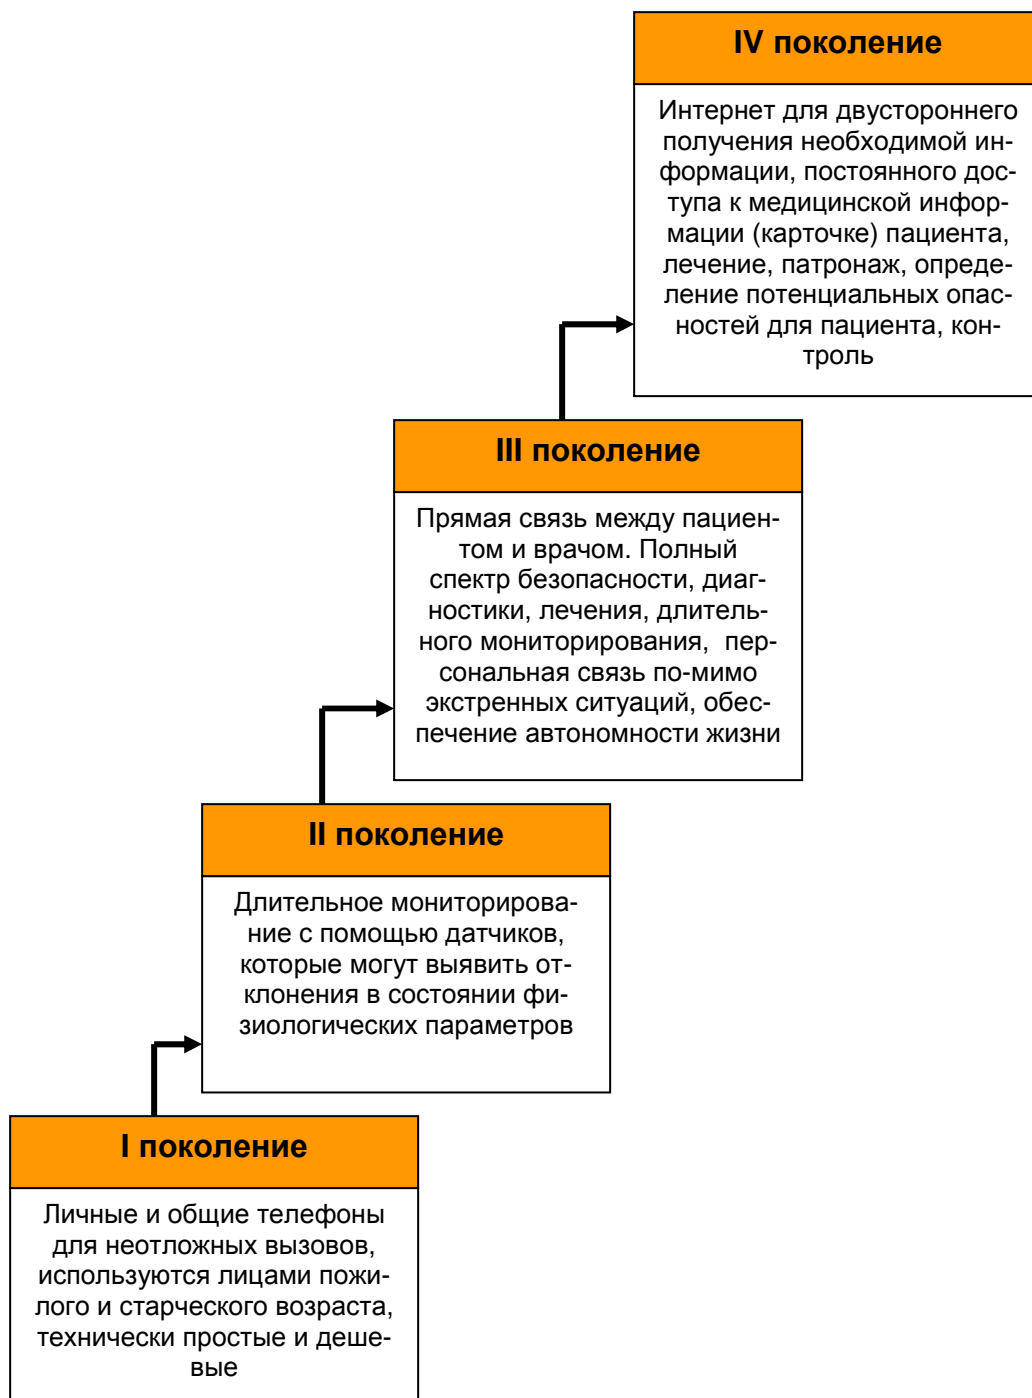 IV поколение
Интернет для двустороннего
получения необходимой ин-
формации, постоянного дос-
тупа к медицинской инфор-
мации (карточке) пациента,
лечение, патронаж, опреде-
ление потенциальных опас-
ностей для пациента, кон-
троль
III поколение
Прямая связь между пациен-
том и врачом. Полный
спектр безопасности, диаг-
ностики, лечения, длитель-
ного мониторирования, пер-
сональная связь по-мимо
экстренных ситуаций, обес-
печение автономности жизни
II поколение
Длительное мониторирова-
ние с помощью датчиков,
которые могут выявить от-
клонения в состоянии фи-
зиологических параметров
I поколение
Личные и общие телефоны
для неотложных вызовов,
используются лицами пожи-
лого и старческого возраста,
технически простые и деше-
вые